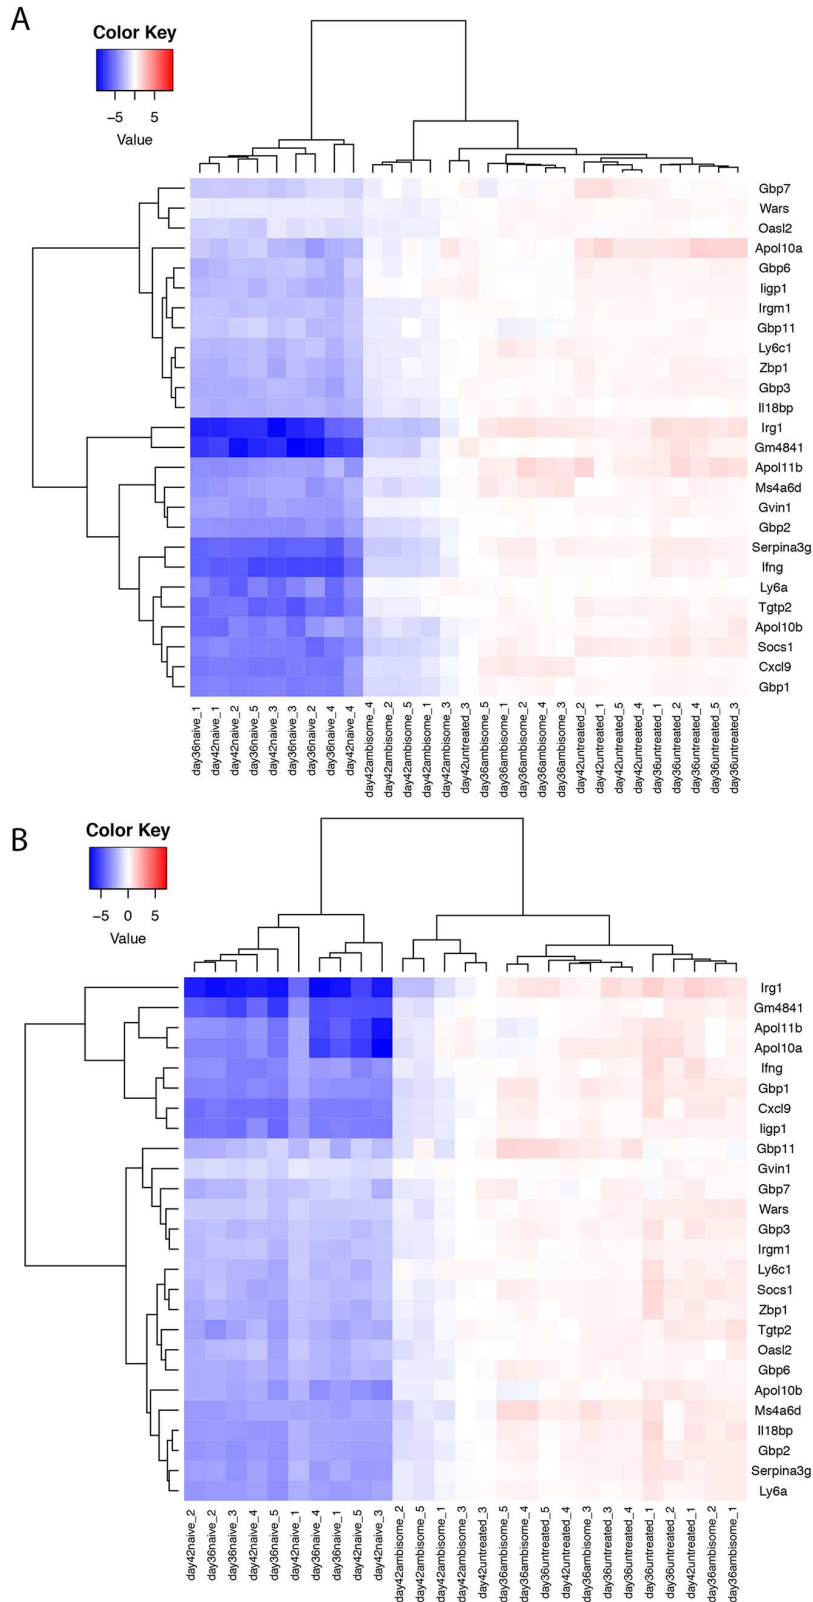 A
Color Key
−5 5
Value
Gbp7
Wars
Oasl2
Apol10a
Gbp6
Iigp1
Irgm1
Gbp11
Ly6c1
Zbp1
Gbp3
Il18bp
Irg1
Gm4841
Apol11b
Ms4a6d
Gvin1
Gbp2
Serpina3g
Ifng
Ly6a
Tgtp2
Apol10b
Socs1
Cxcl9
Gbp1
day36naive_1
day42naive_1
day42naive_2
day36naive_5
day42naive_3
day36naive_3
day36naive_2
day36naive_4
day42naive_4
day42ambisome_4
day42ambisome_2
day42ambisome_5
day42ambisome_1
day42ambisome_3
day42untreated_3
day36ambisome_5
day36ambisome_1
day36ambisome_2
day36ambisome_4
day36ambisome_3
day42untreated_2
day42untreated_1
day42untreated_5
day42untreated_4
day36untreated_1
day36untreated_2
day36untreated_4
day36untreated_5
day36untreated_3
B
Color Key
−5 0 5
Value
Irg1
Gm4841
Apol11b
Apol10a
Ifng
Gbp1
Cxcl9
Iigp1
Gbp11
Gvin1
Gbp7
Wars
Gbp3
Irgm1
Ly6c1
Socs1
Zbp1
Tgtp2
Oasl2
Gbp6
Apol10b
Ms4a6d
Il18bp
Gbp2
Serpina3g
Ly6a
day42naive_2
day36naive_2
day36naive_3
day42naive_4
day36naive_5
day42naive_1
day36naive_4
day36naive_1
day42naive_5
day42naive_3
day42ambisome_2
day42ambisome_5
day42ambisome_1
day42ambisome_3
day42untreated_3
day36ambisome_5
day36ambisome_4
day36untreated_5
day42untreated_4
day36ambisome_3
day36untreated_3
day36untreated_4
day36untreated_1
day36untreated_2
day42untreated_1
day36ambisome_2
day36ambisome_1